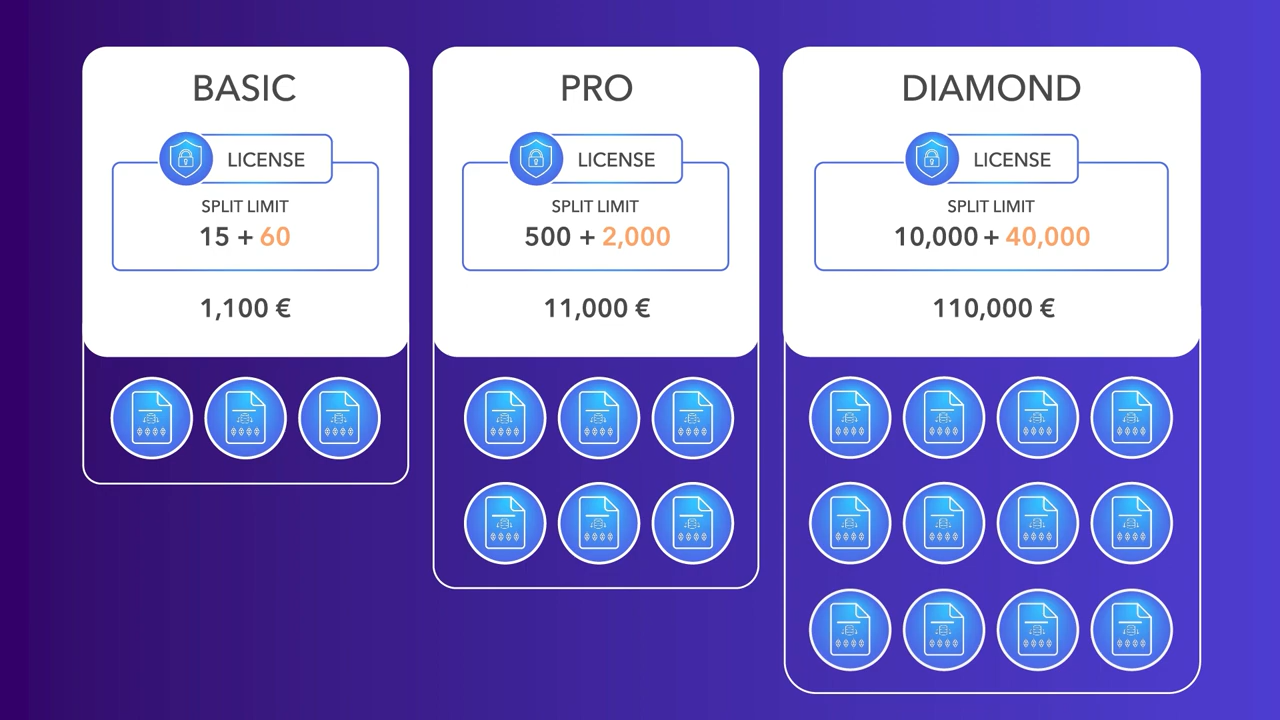 BASIC
LICENSE
SPLIT LIMIT
15 + 60
1,100 €
PRO
LICENSE
SPLIT LIMIT
500 + 2,000
11,000 €
DIAMOND
LICENSE
SPLIT LIMIT
10,000 + 40,000
110,000 €